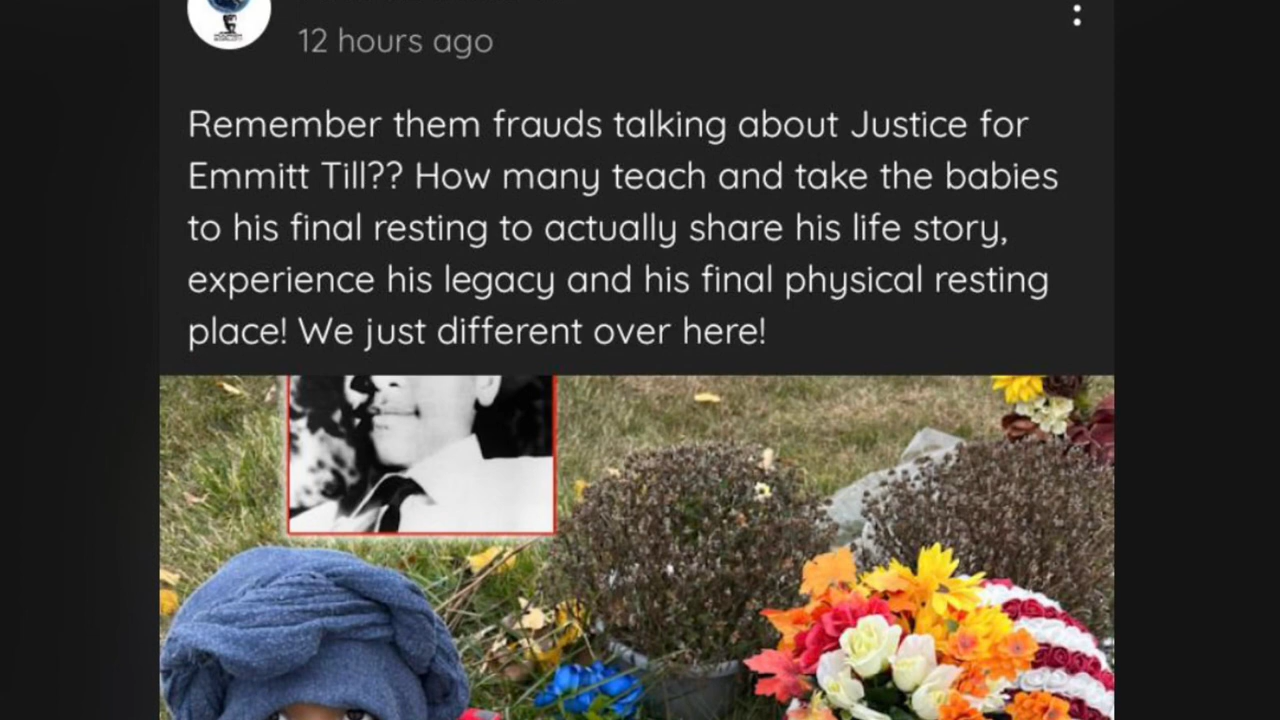 12 hours ago
Remember them frauds talking about Justice for
Emmitt Till?? How many teach and take the babies
to his final resting to actually share his life story,
experience his legacy and his final physical resting
place! We just different over here!